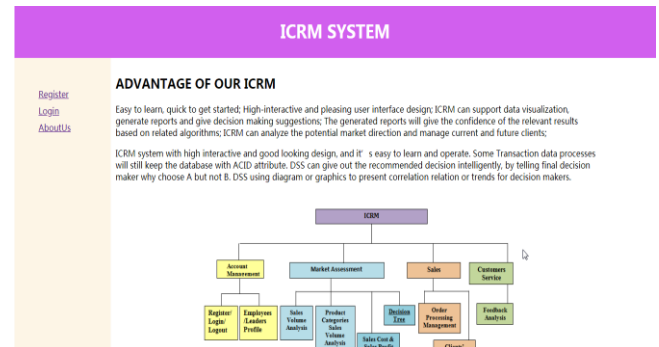 ICRM SYSTEM
Register
Login
AboutUs
ADVANTAGE OF OUR ICRM
Easy to learn, quick to get started; High-interactive and pleasing user interface design; ICRM can support data visualization,
generate reports and give decision making suggestions; The generated reports will give the confidence of the relevant results
based on related algorithms; ICRM can analyze the potential market direction and manage current and future clients;
ICRM system with high interactive and good looking design, and it' s easy to learn and operate. Some Transaction data processes
will still keep the database with ACID attribute. DSS can give out the recommended decision intelligently, by telling final decision
maker why choose A but not B. DSS using diagram or graphics to present correlation relation or trends for decision makers.
ICRM
Account
Management
Market Assessment
Sales
Customers
Service
Register/
Login/
Logout
Employees
/Leaders
Profile
Sales
Volume
Analysis
Product
Categories
Sales
Volume
Analysis
Decision
Tree
Order
Processing
Management
Feedback
Analysis
Sales Cost &
Sales Profit
Clients'